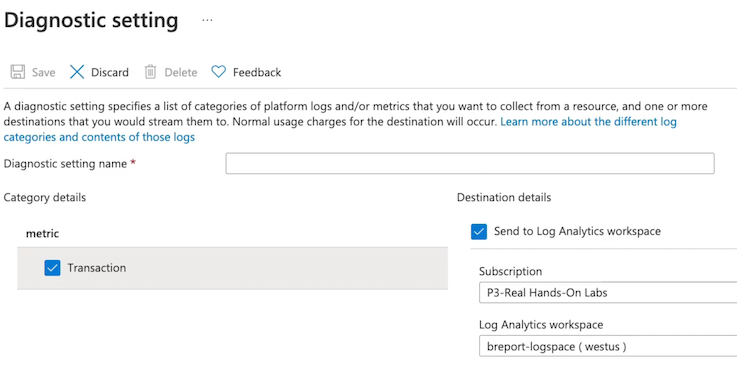 Diagnostic setting ...
Save Discard Delete Feedback
A diagnostic setting specifies a list of categories of platform logs and/or metrics that you want to collect from a resource, and one or more
destinations that you would stream them to. Normal usage charges for the destination will occur. Learn more about the different log
categories and contents of those logs
Diagnostic setting name *
Category details
metric
Transaction
Destination details
Send to Log Analytics workspace
Subscription
P3-Real Hands-On Labs
Log Analytics workspace
breport-logspace ( westus )